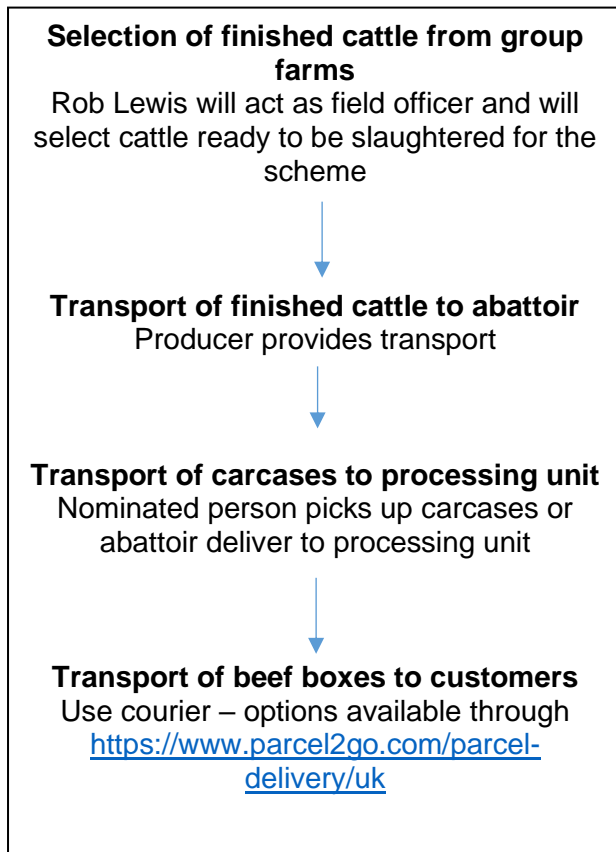 Selection of finished cattle from group
farms
Rob Lewis will act as field officer and will
select cattle ready to be slaughtered for the
scheme
Transport of finished cattle to abattoir
Producer provides transport
Transport of carcases to processing unit
Nominated person picks up carcases or
abattoir deliver to processing unit
Transport of beef boxes to customers
Use courier – options available through
https://www.parcel2go.com/parcel-
delivery/uk